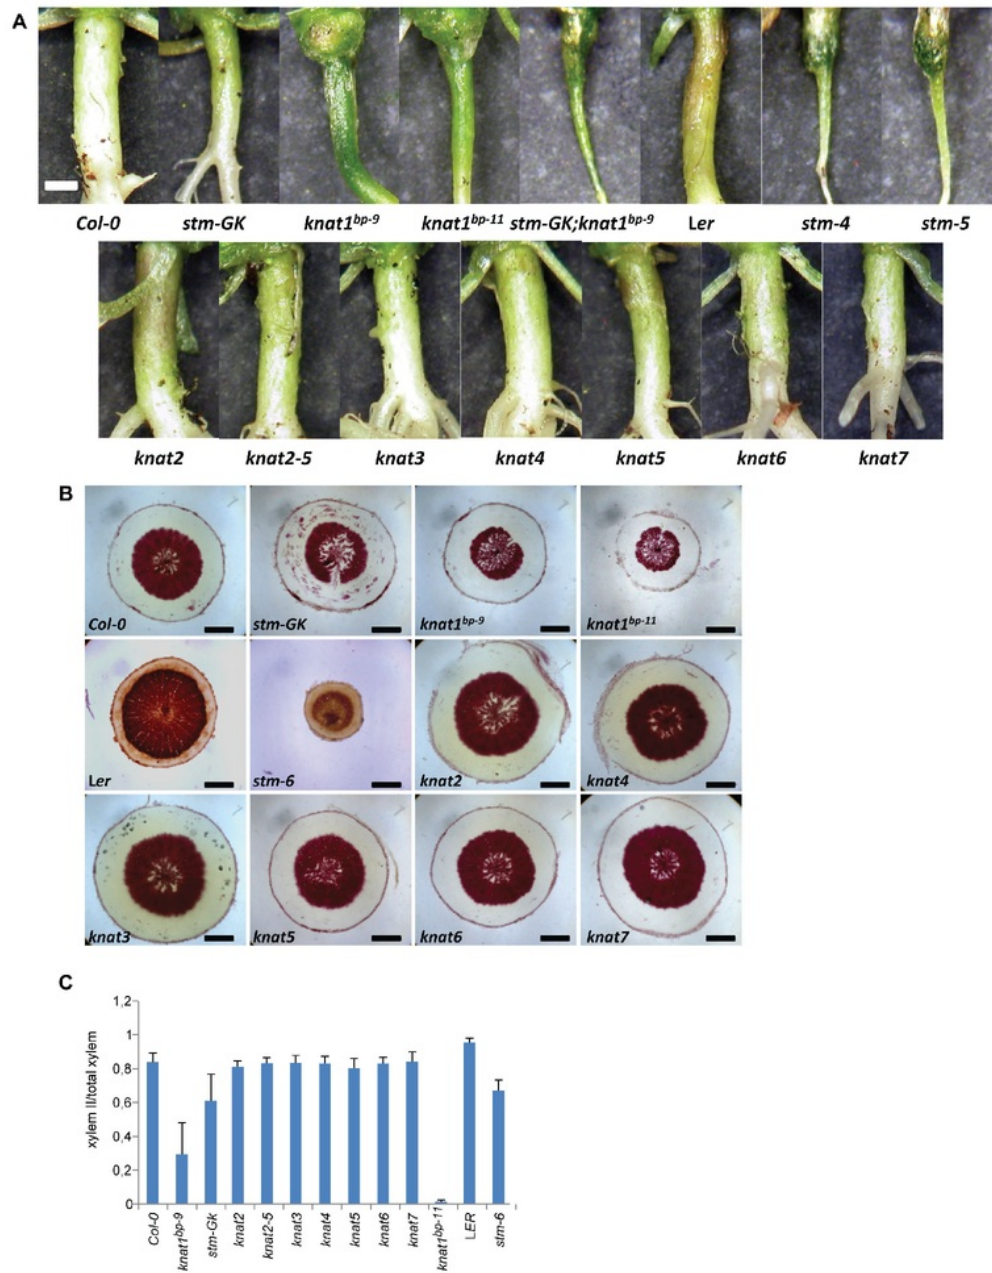 A
Col-0 stm-GK knat1bp-9 knat1bp-11 stm-GK;knat1bp-9 Ler stm-4 stm-5
knat2 knat2-5 knat3 knat4 knat5 knat6 knat7
B
Col-0 stm-GK knat1bp-9 knat1bp-11
Ler stm-6 knat2 knat4
knat3 knat5 knat6 knat7
C
xylem II/total xylem
1,2
1
0,8
0,6
0,4
0,2
0
Col-0 knat1bp-9 stm-Gk knat2 knat2-5 knat3 knat4 knat5 knat6 knat7 knat1bp-11 LER stm-6